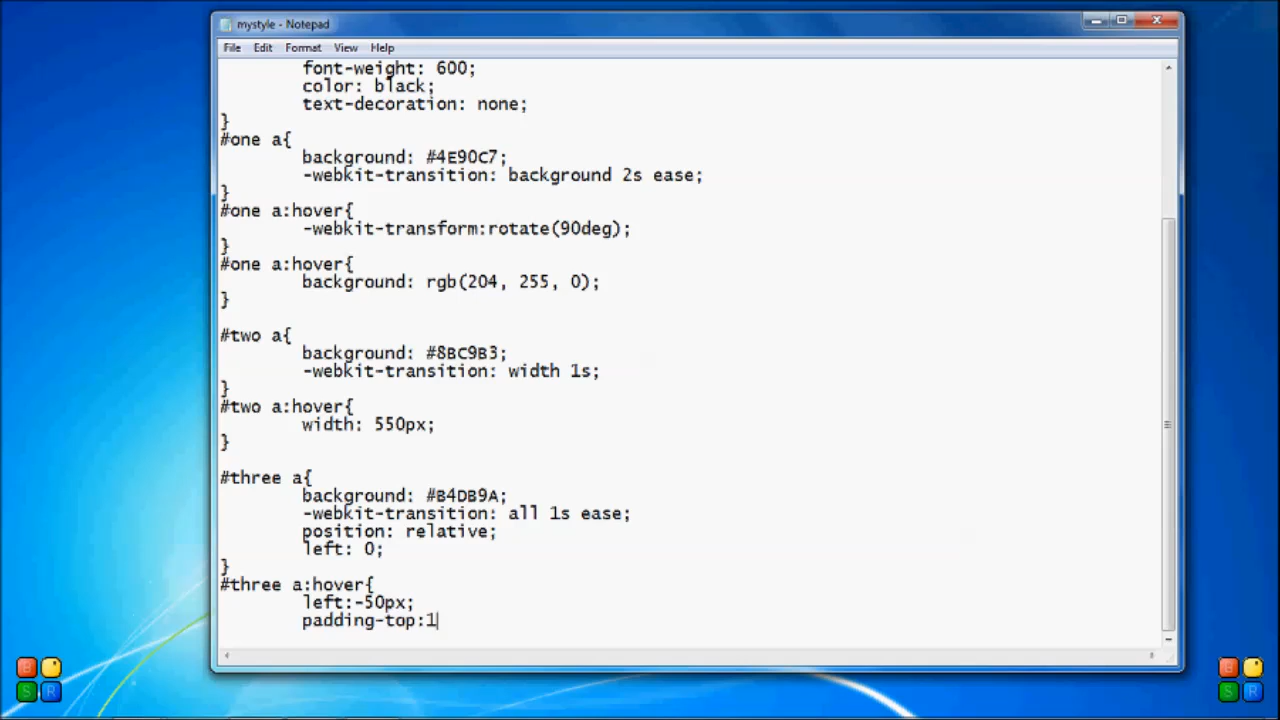 mystyle - Notepad
File Edit Format View Help
font-weight: 600;
color: black;
text-decoration: none;
}
#one a{
background: #4E90C7;
-webkit-transition: background 2s ease;
}
#one a:hover{
-webkit-transform:rotate(90deg);
}
#one a:hover{
background: rgb(204, 255, 0);
}
#two a{
background: #8BC9B3;
-webkit-transition: width 1s;
}
#two a:hover{
width: 550px;
}
#three a{
background: #B4DB9A;
-webkit-transition: all 1s ease;
position: relative;
left: 0;
}
#three a:hover{
left:-50px;
padding-top:1
S R
S R